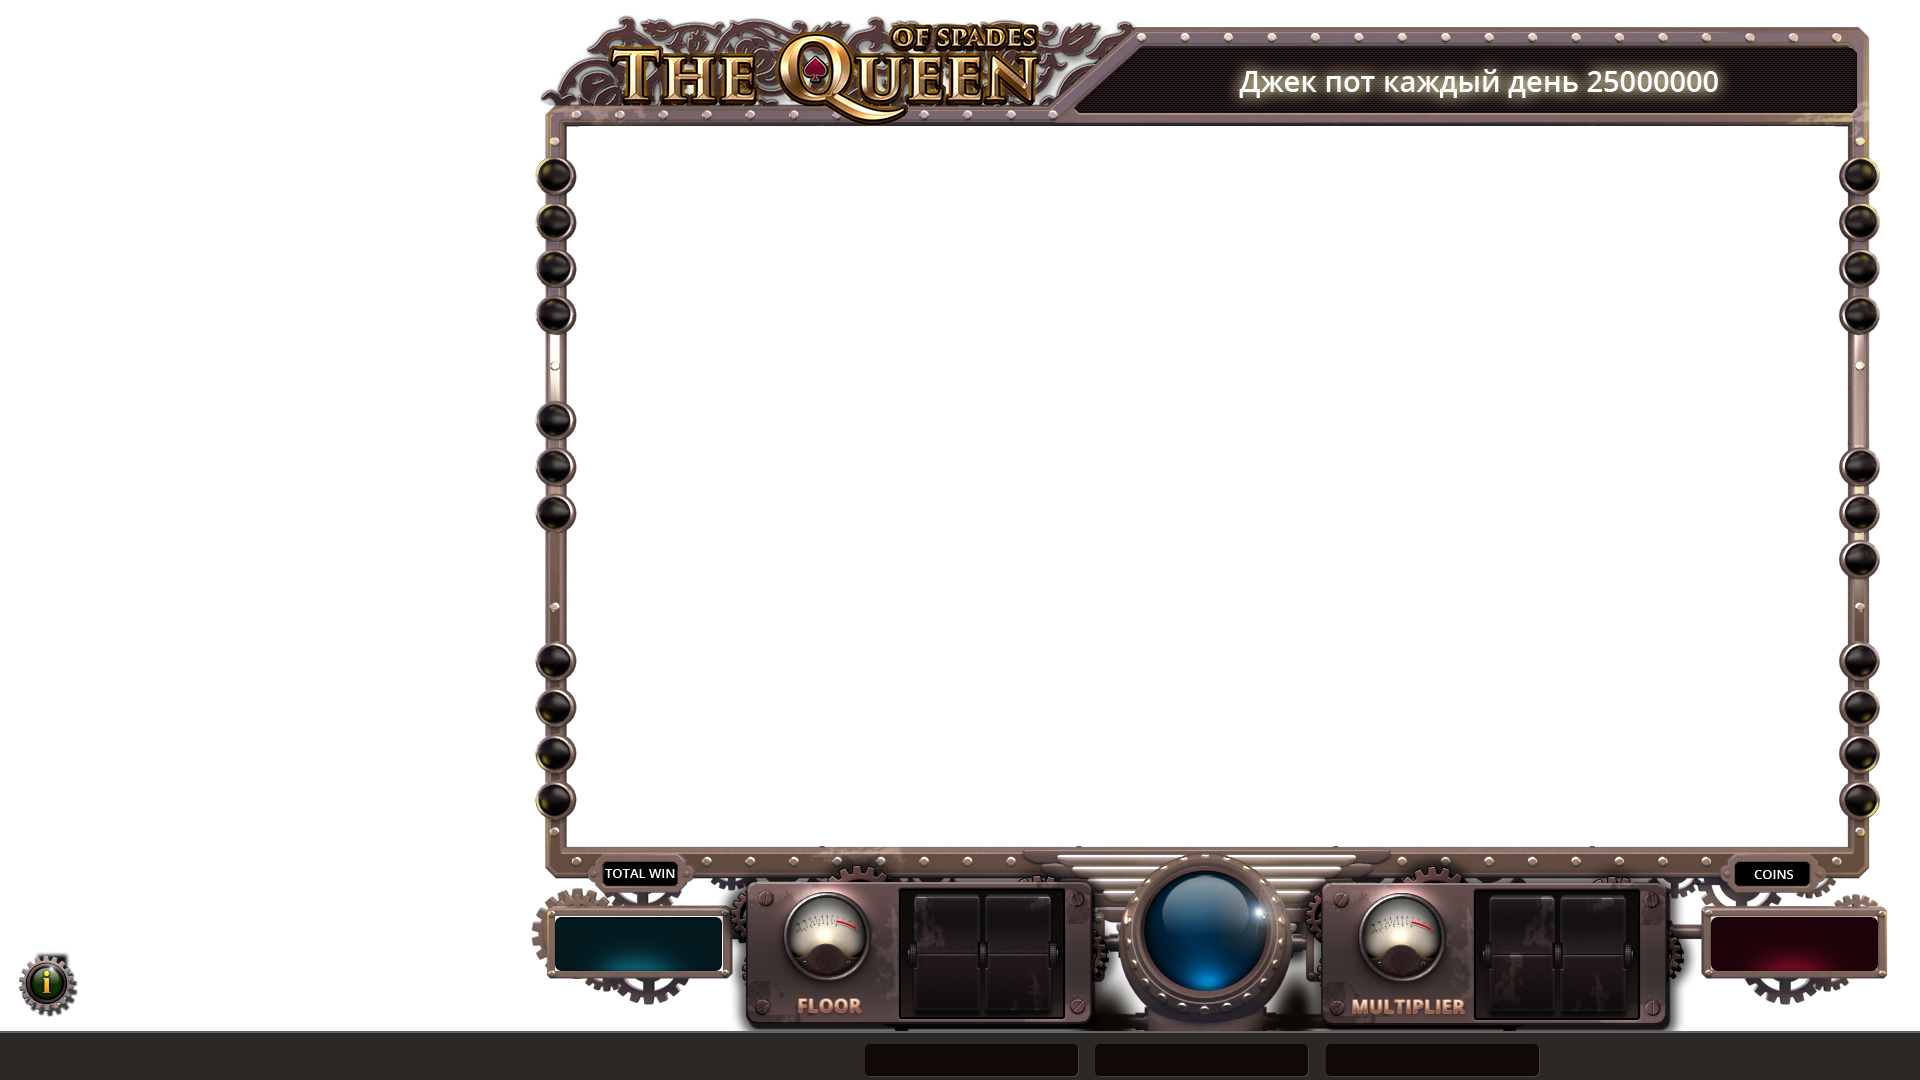 THE QUEEN
OF SPADES
Джек пот каждый день 25000000
TOTAL WIN
COINS
FLOOR
MULTIPLIER
i